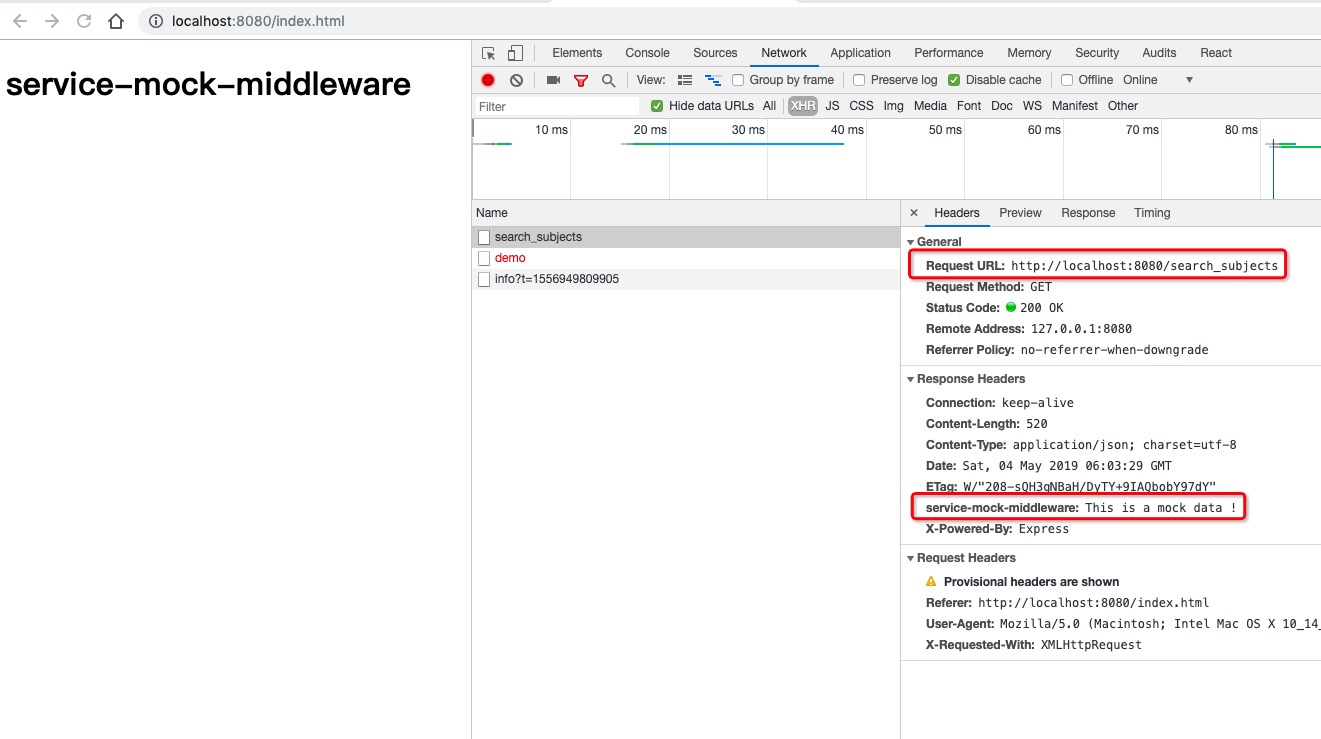 localhost:8080/index.html
service-mock-middleware
Elements Console Sources Network Application Performance Memory Security Audits React
View: Group by frame Preserve log Disable cache Offline Online
Filter Hide data URLs All XHR JS CSS Img Media Font Doc WS Manifest Other
10 ms 20 ms 30 ms 40 ms 50 ms 60 ms 70 ms 80 ms
Name
search_subjects
demo
info?t=1556949809905
× Headers Preview Response Timing
General
Request URL: http://localhost:8080/search_subjects
Request Method: GET
Status Code: 200 OK
Remote Address: 127.0.0.1:8080
Referrer Policy: no-referrer-when-downgrade
Response Headers
Connection: keep-alive
Content-Length: 520
Content-Type: application/json; charset=utf-8
Date: Sat, 04 May 2019 06:03:29 GMT
ETag: W/"208-sQH3qNBaH/DyTY+9IAQbobY97dY"
service-mock-middleware: This is a mock data !
X-Powered-By: Express
Request Headers
Provisional headers are shown
Referer: http://localhost:8080/index.html
User-Agent: Mozilla/5.0 (Macintosh; Intel Mac OS X 10_14_
X-Requested-With: XMLHttpRequest